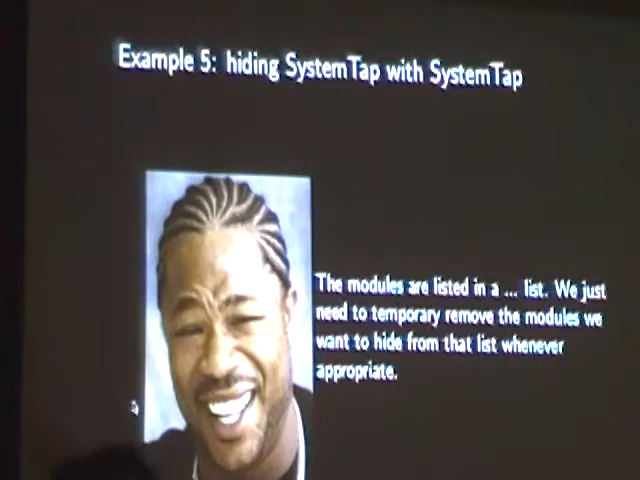 Example 5: hiding SystemTap with SystemTap
The modules are listed in a ... list. We just
need to temporary remove the modules we
want to hide from that list whenever
appropriate.